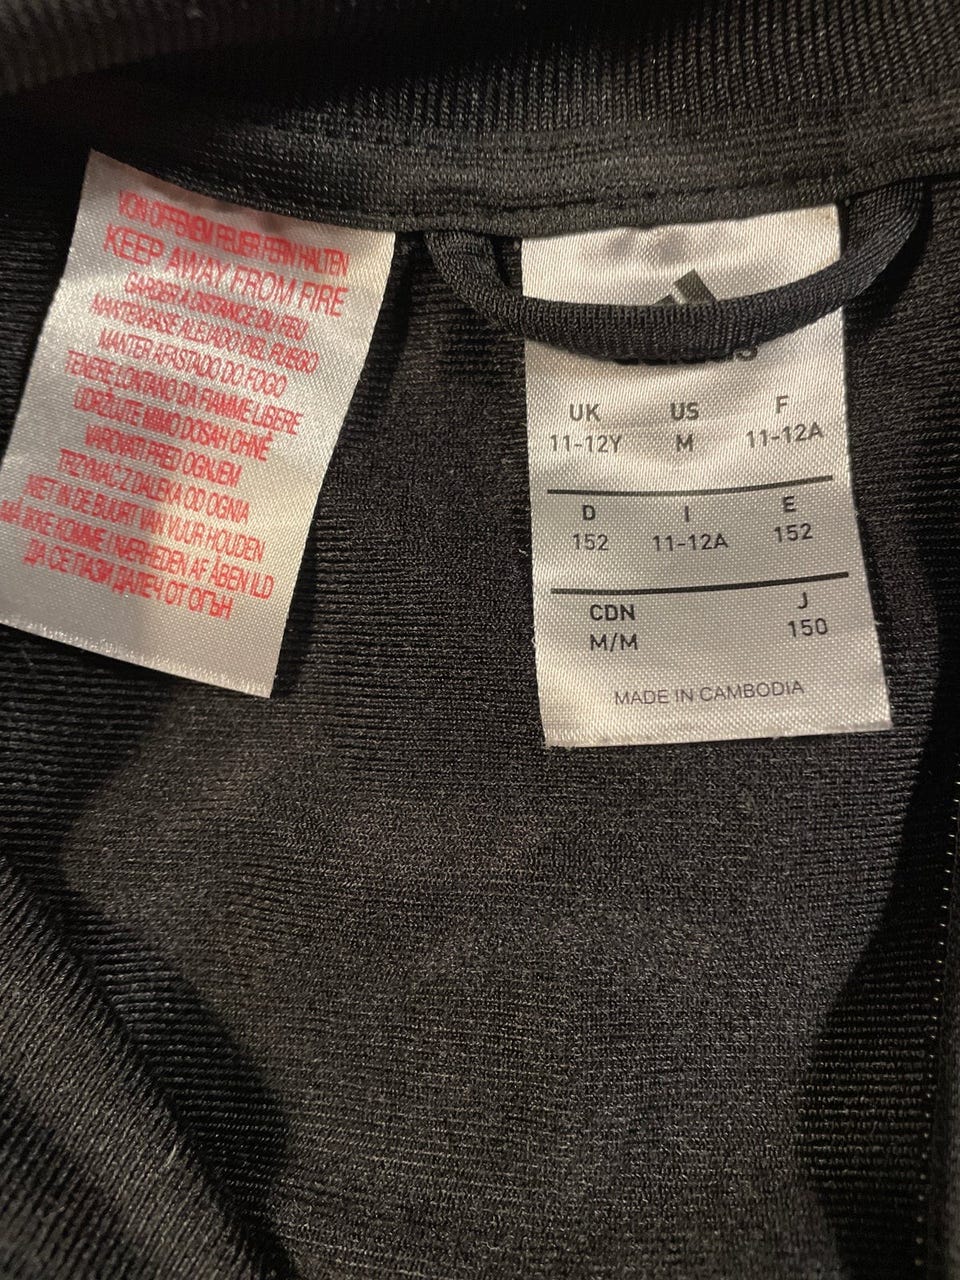 VON OFFENEM FEUER FERN HALTEN
KEEP AWAY FROM FIRE
GARDER À DISTANCE DU FEU
MANTENGASE ALEJADO DEL FUEGO
MANTER AFASTADO DO FOGO
TENERE LONTANO DA FIAMME LIBERE
UDRŽUJTE MIMO DOSAH OHNĚ
VAROVATI PRED OGNJEM
TRZYMAĆ Z DALEKA OD OGNIA
NIET IN DE BUURT VAN VUUR HOUDEN
MÅ IKKE KOMME I NÆRHEDEN AF ÅBEN ILD
ДА СЕ ПАЗИ ДАЛЕЧ ОТ ОГЪН
UK US F
11-12Y M 11-12A
D I E
152 11-12A 152
CDN J
M/M 150
MADE IN CAMBODIA